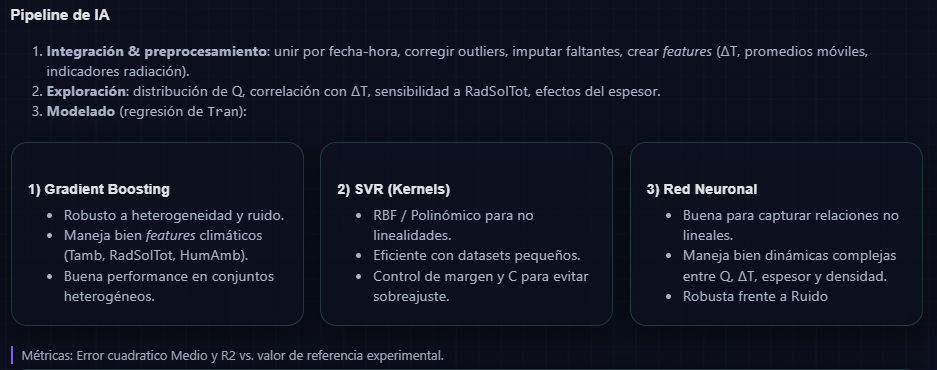 Pipeline de IA
1. Integración & preprocesamiento: unir por fecha-hora, corregir outliers, imputar faltantes, crear features (ΔT, promedios móviles,
indicadores radiación).
2. Exploración: distribución de Q, correlación con ΔT, sensibilidad a RadSolTot, efectos del espesor.
3. Modelado (regresión de Tran):
1) Gradient Boosting
• Robusto a heterogeneidad y ruido.
• Maneja bien features climáticos
(Tamb, RadSolTot, HumAmb).
• Buena performance en conjuntos
heterogéneos.
2) SVR (Kernels)
• RBF / Polinómico para no
linealidades.
• Eficiente con datasets pequeños.
• Control de margen y C para evitar
sobreajuste.
3) Red Neuronal
• Buena para capturar relaciones no
lineales.
• Maneja bien dinámicas complejas
entre Q, ΔT, espesor y densidad.
• Robusta frente a Ruido
Métricas: Error cuadratico Medio y R2 vs. valor de referencia experimental.